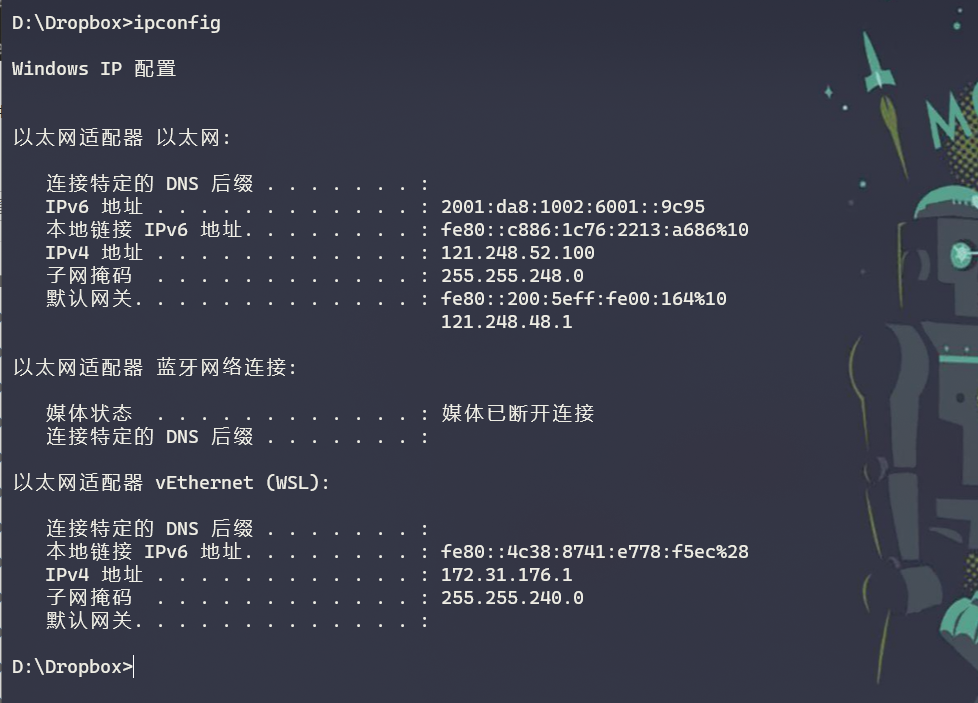 D:\Dropbox>ipconfig
Windows IP 配置
以太网适配器 以太网:
连接特定的 DNS 后缀 . . . . . . . :
IPv6 地址 . . . . . . . . . . . . : 2001:da8:1002:6001::9c95
本地链接 IPv6 地址. . . . . . . . : fe80::c886:1c76:2213:a686%10
IPv4 地址 . . . . . . . . . . . . : 121.248.52.100
子网掩码  . . . . . . . . . . . . : 255.255.248.0
默认网关. . . . . . . . . . . . . : fe80::200:5eff:fe00:164%10
121.248.48.1
以太网适配器 蓝牙网络连接:
媒体状态  . . . . . . . . . . . . : 媒体已断开连接
连接特定的 DNS 后缀 . . . . . . . :
以太网适配器 vEthernet (WSL):
连接特定的 DNS 后缀 . . . . . . . :
本地链接 IPv6 地址. . . . . . . . : fe80::4c38:8741:e778:f5ec%28
IPv4 地址 . . . . . . . . . . . . : 172.31.176.1
子网掩码  . . . . . . . . . . . . : 255.255.240.0
默认网关. . . . . . . . . . . . . :
D:\Dropbox>